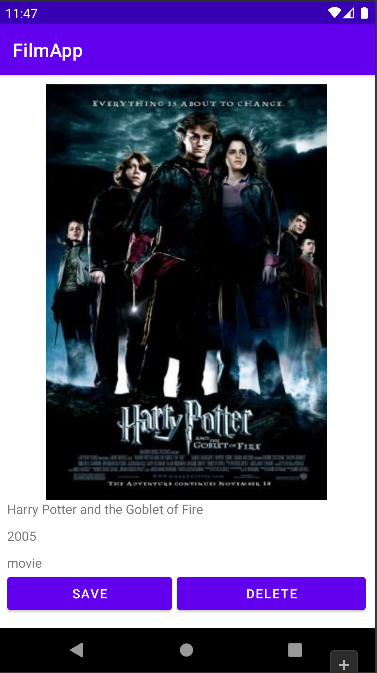 11:47
FilmApp
EVERYTHING IS ABOUT TO CHANGE.
Harry Potter
AND THE
GOBLET OF FIRE
THE ADVENTURE CONTINUES NOVEMBER 18
Harry Potter and the Goblet of Fire
2005
movie
SAVE DELETE